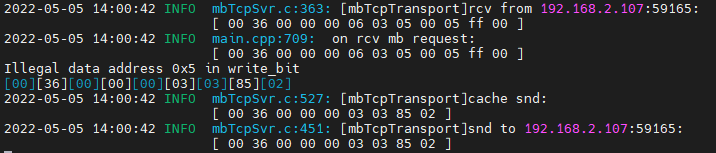 2022-05-05 14:00:42 INFO  mbTcpSvr.c:363: [mbTcpTransport]rcv from 192.168.2.107:59165:
[ 00 36 00 00 00 06 03 05 00 05 ff 00 ]
2022-05-05 14:00:42 INFO  main.cpp:709:  on rcv mb request:
[ 00 36 00 00 00 06 03 05 00 05 ff 00 ]
Illegal data address 0x5 in write_bit
[00][36][00][00][00][03][03][85][02]
2022-05-05 14:00:42 INFO  mbTcpSvr.c:527: [mbTcpTransport]cache snd:
[ 00 36 00 00 00 03 03 85 02 ]
2022-05-05 14:00:42 INFO  mbTcpSvr.c:451: [mbTcpTransport]snd to 192.168.2.107:59165:
[ 00 36 00 00 00 03 03 85 02 ]